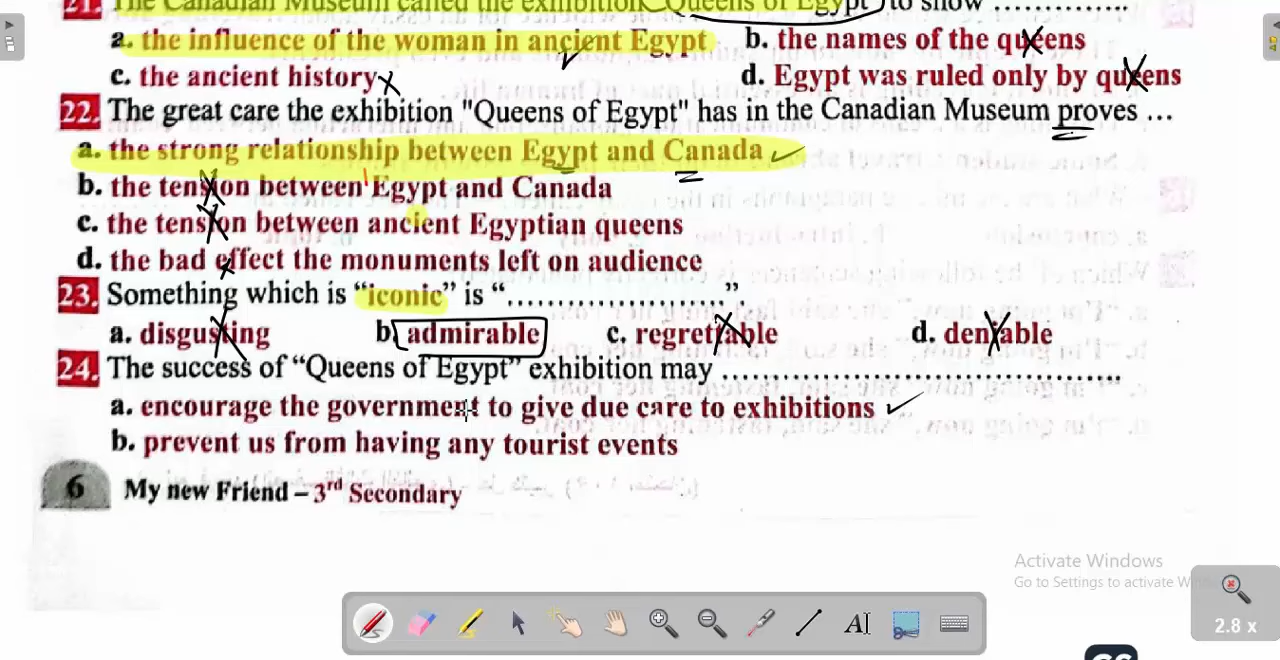 21. The Canadian Museum called the exhibition "Queens of Egypt" to show ..............
a. the influence of the woman in ancient Egypt b. the names of the queens
c. the ancient history d. Egypt was ruled only by queens
22. The great care the exhibition "Queens of Egypt" has in the Canadian Museum proves ...
a. the strong relationship between Egypt and Canada
b. the tension between Egypt and Canada
c. the tension between ancient Egyptian queens
d. the bad effect the monuments left on audience
23. Something which is “iconic” is “......................”
a. disgusting b. admirable c. regrettable d. deniable
24. The success of “Queens of Egypt” exhibition may ........................................
a. encourage the government to give due care to exhibitions
b. prevent us from having any tourist events
6 My new Friend – 3rd Secondary
Activate Windows
Go to Settings to activate
2.8 x